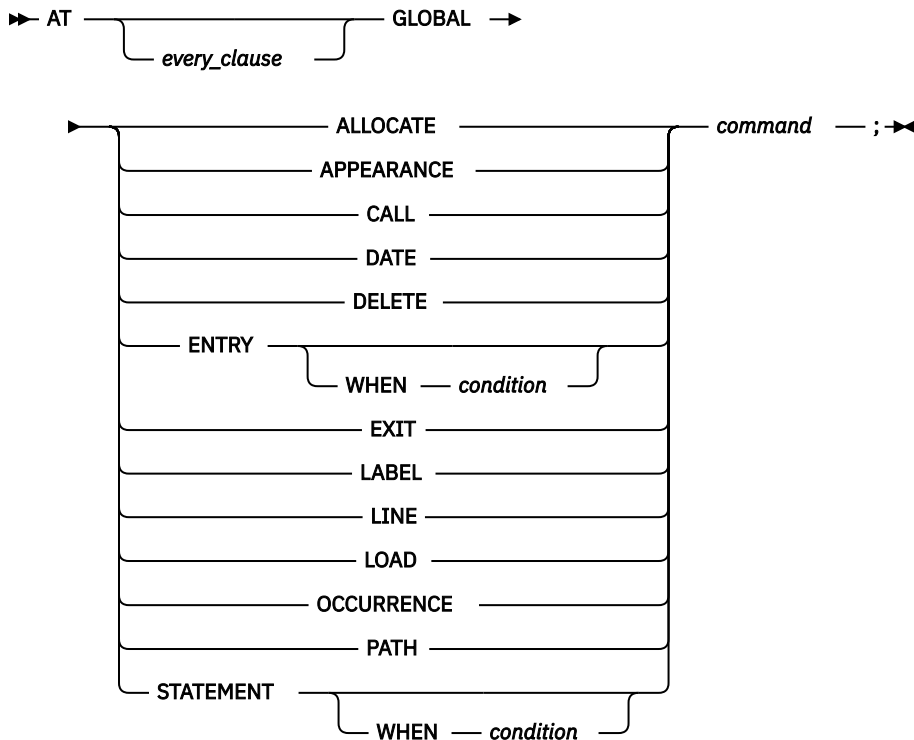 AT GLOBAL
every_clause
ALLOCATE command ;
APPEARANCE
CALL
DATE
DELETE
ENTRY
WHEN condition
EXIT
LABEL
LINE
LOAD
OCCURRENCE
PATH
STATEMENT
WHEN condition